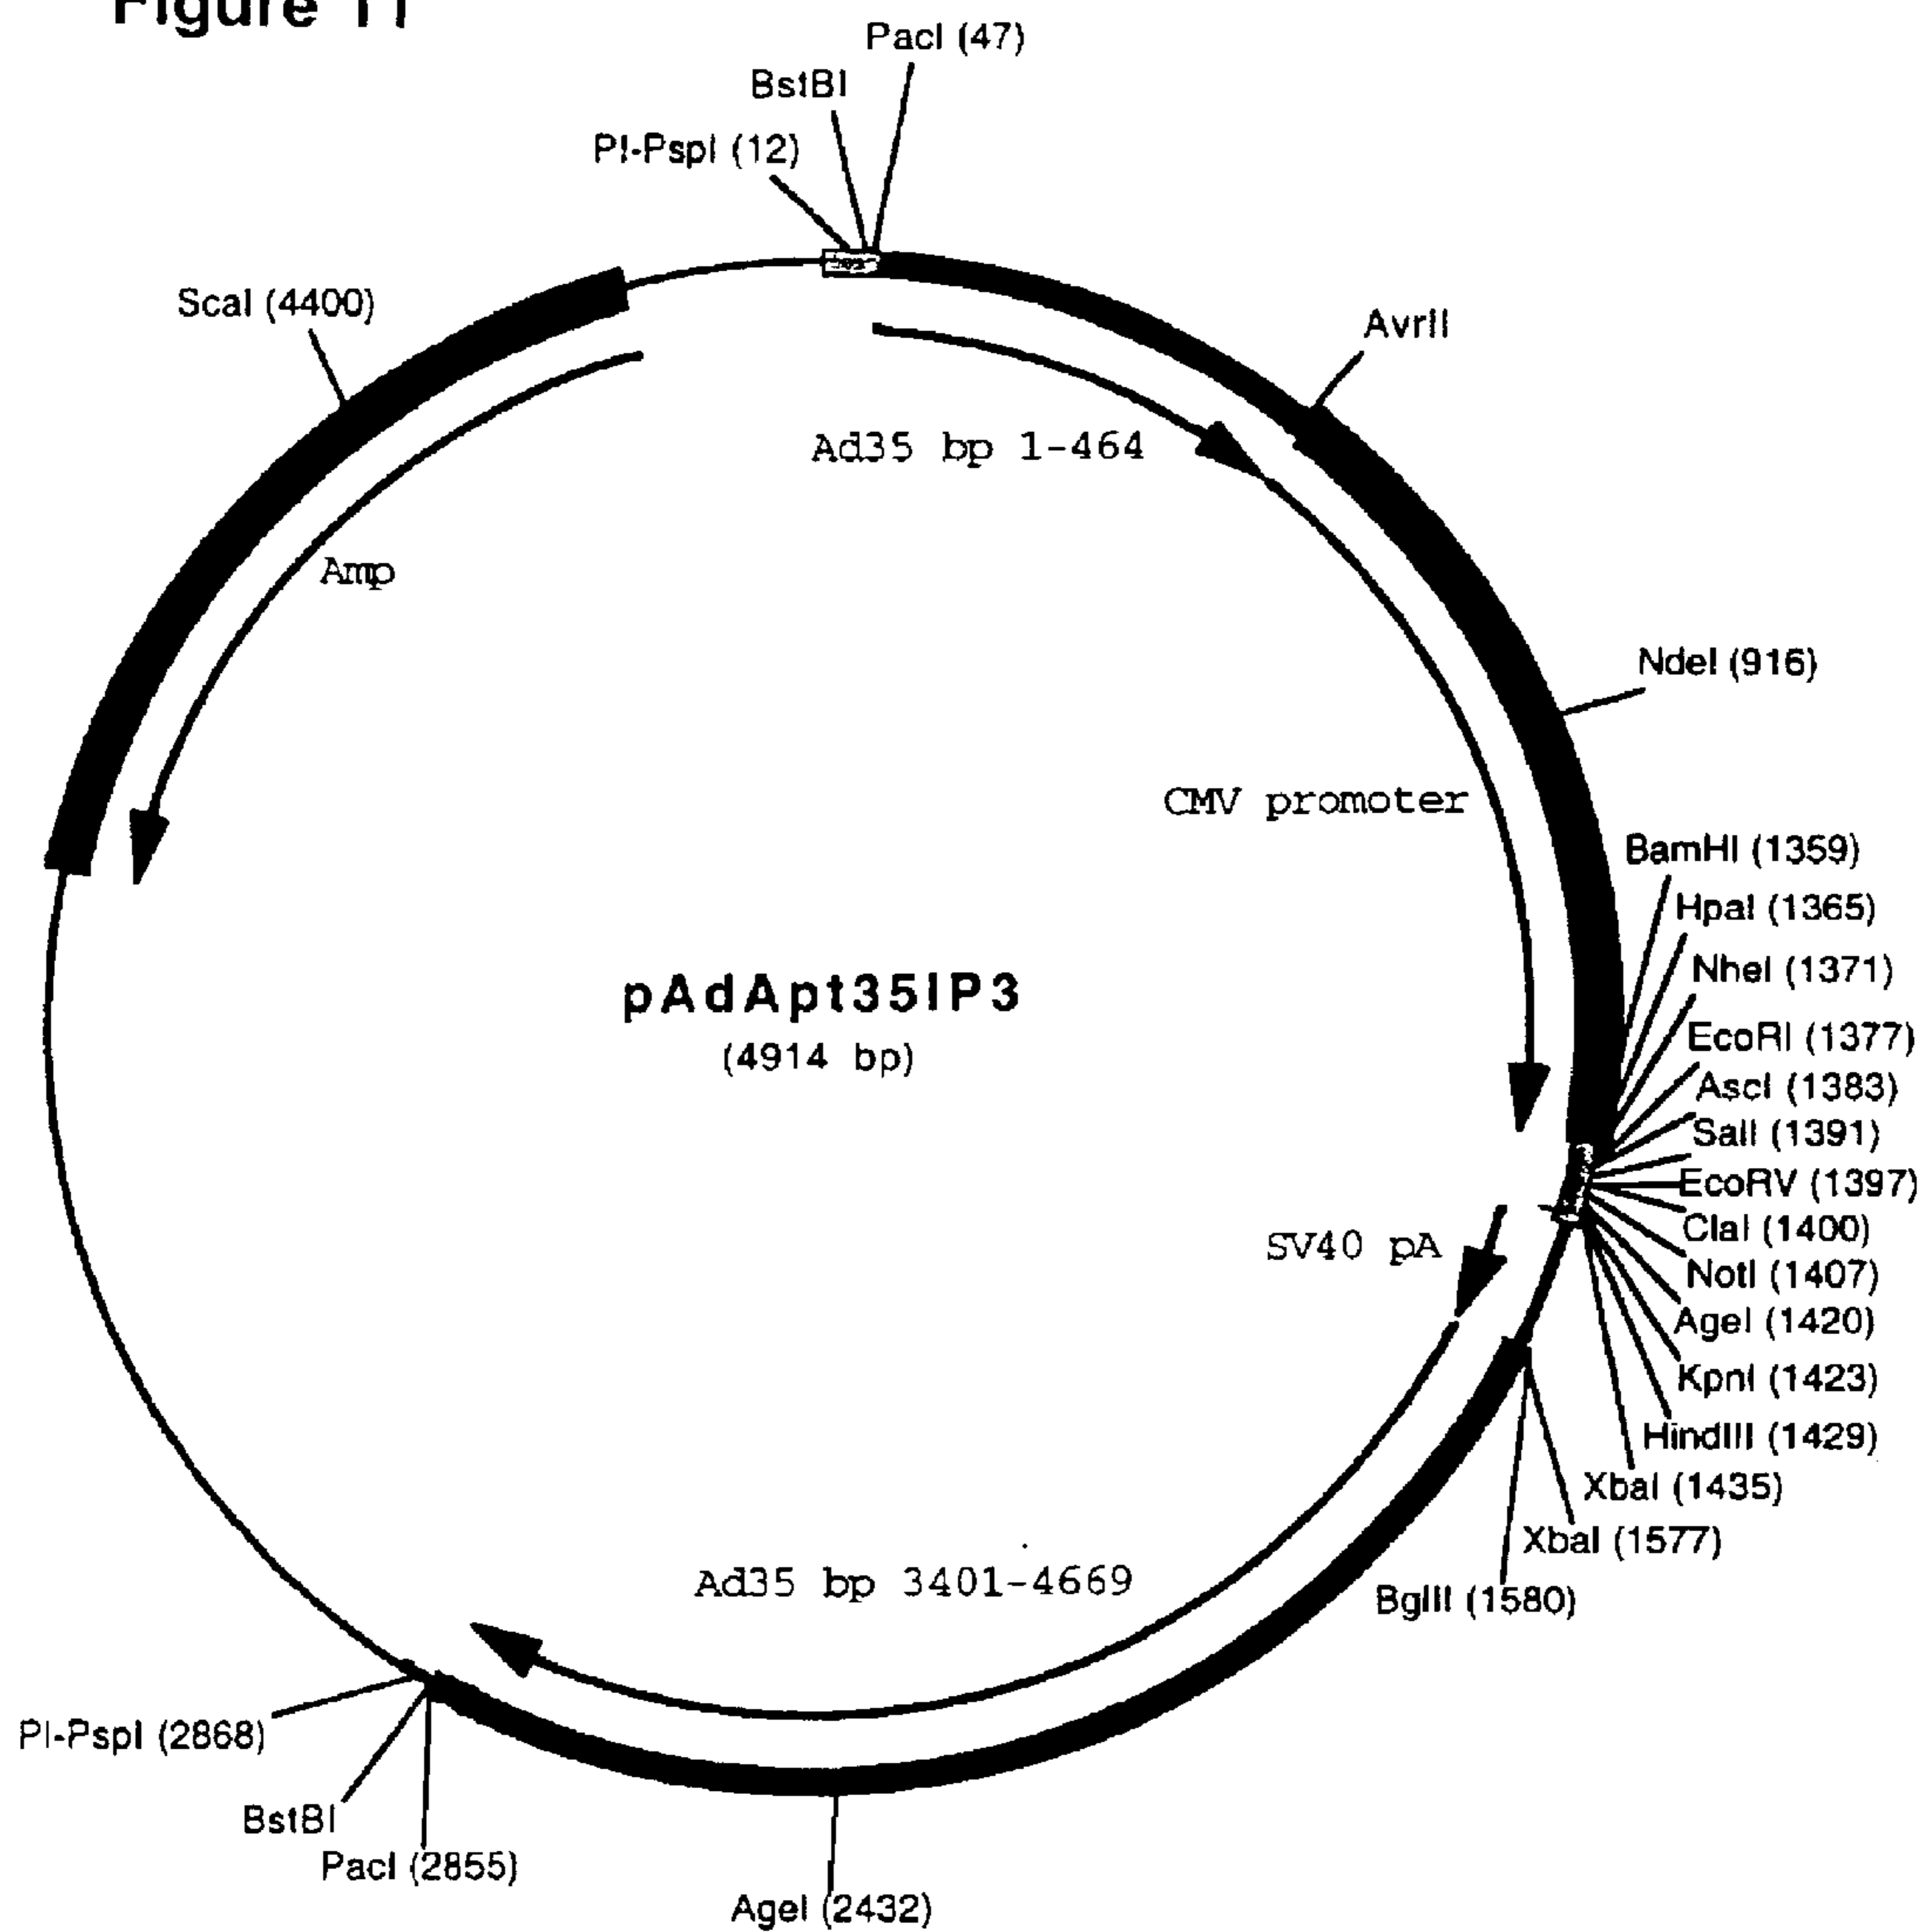 Figure 11
PacI (47)
BstBI
PI-PspI (12)
ScaI (4400)
AvrII
Ad35 bp 1-464
Amp
NdeI (916)
CMV promoter
BamHI (1359)
HpaI (1365)
NheI (1371)
pAdApt35IP3
EcoRI (1377)
(4914 bp)
AscI (1383)
SalI (1391)
EcoRV (1397)
ClaI (1400)
SV40 pA
NotI (1407)
AgeI (1420)
KpnI (1423)
HindIII (1429)
XbaI (1435)
XbaI (1577)
Ad35 bp 3401-4669
BglII (1580)
PI-PspI (2868)
BstBI
PacI (2855)
AgeI (2432)